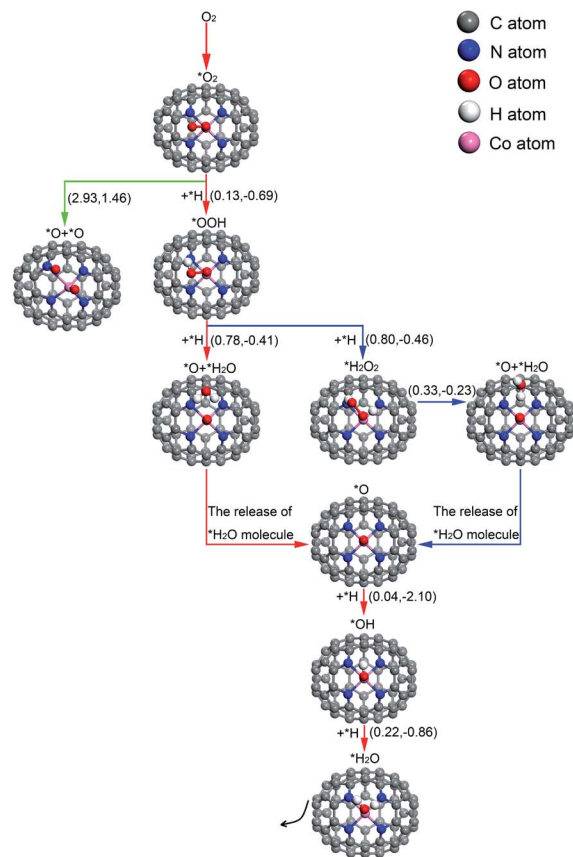 O2
C atom
N atom
O atom
H atom
Co atom
*O2
(2.93,1.46)
+*H (0.13,-0.69)
*O+*O
*OOH
+*H (0.78,-0.41)
+*H (0.80,-0.46)
*O+*H2O
*H2O2
(0.33,-0.23)
*O+*H2O
The release of
*H2O molecule
*O
The release of
*H2O molecule
+*H (0.04,-2.10)
*OH
+*H (0.22,-0.86)
*H2O